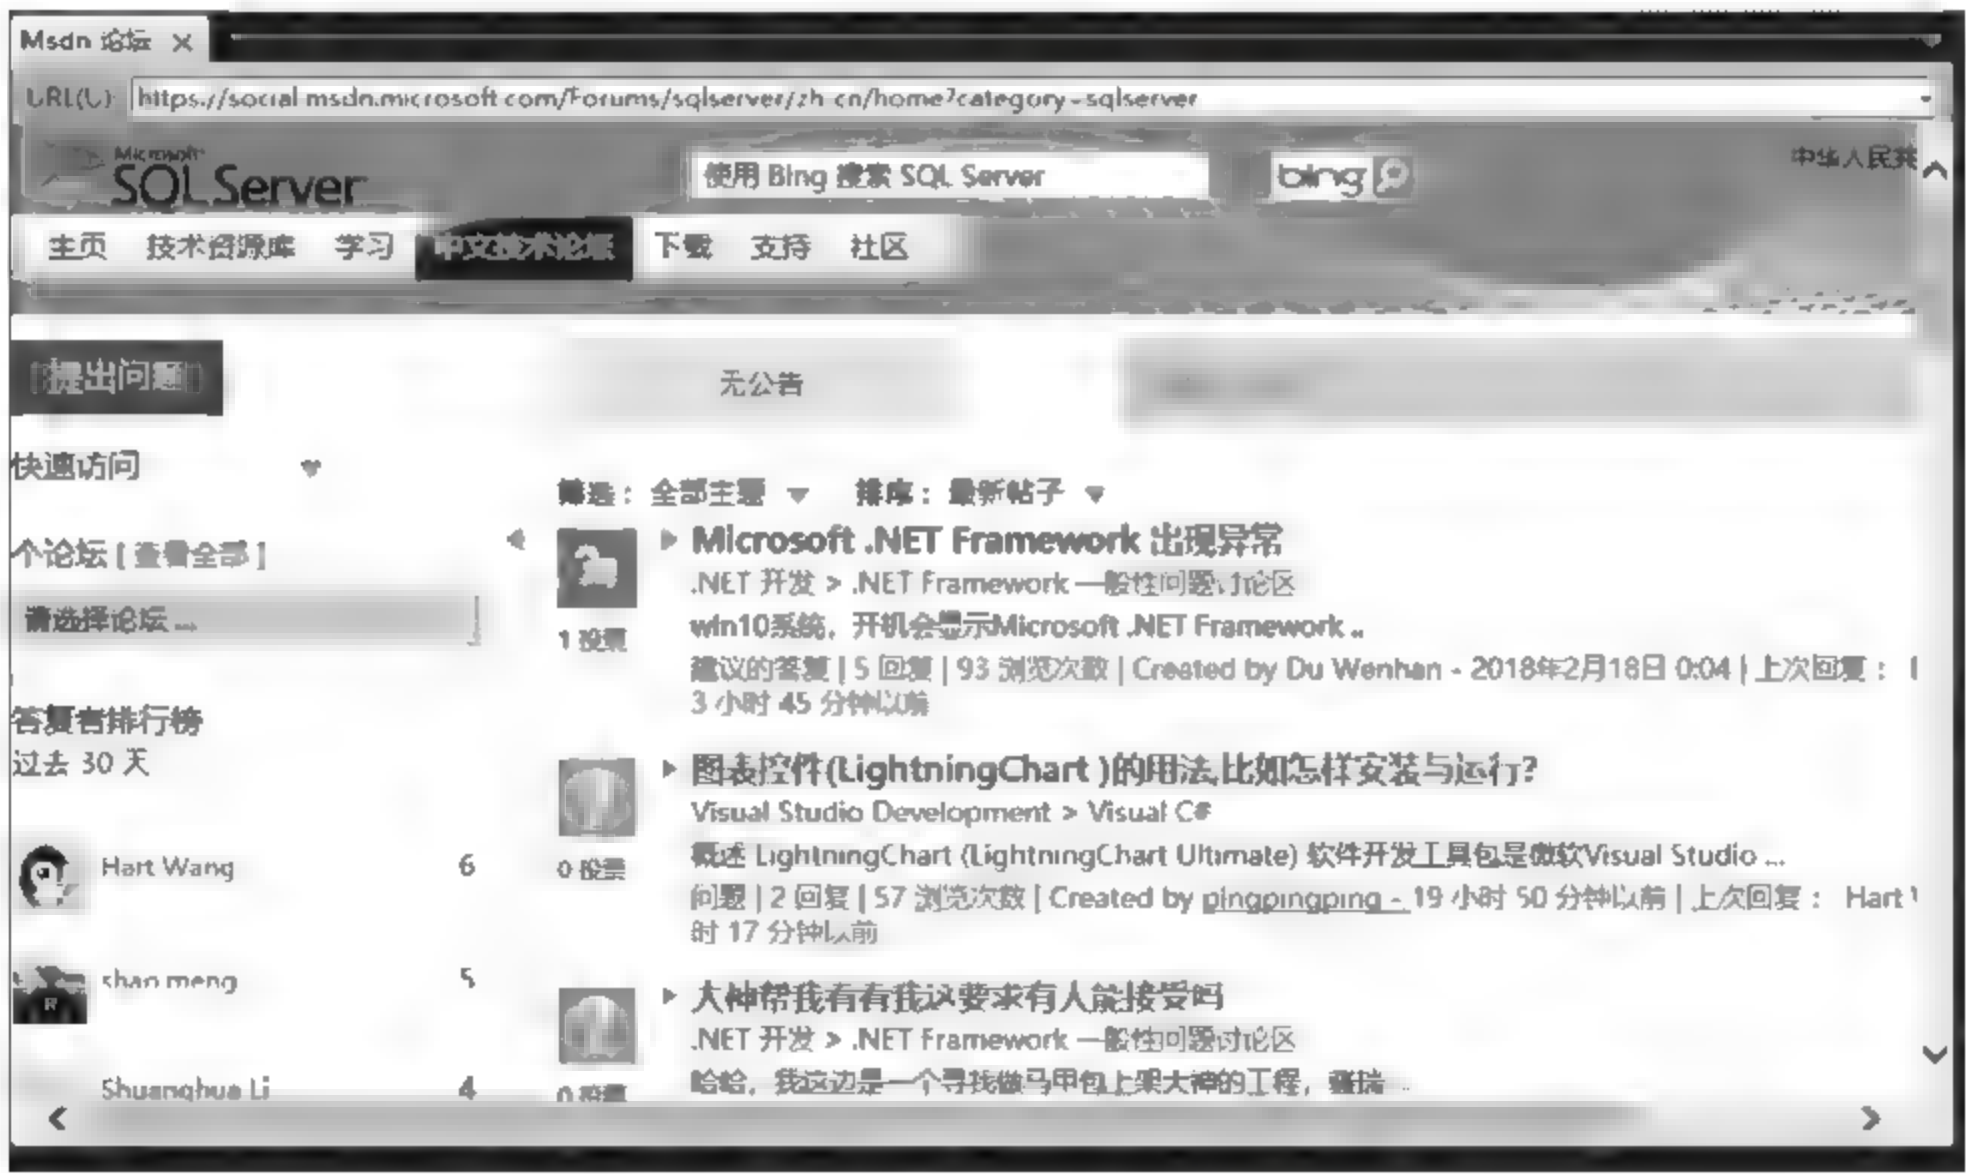 Msdn 论坛 ×
URL(U): https://social.msdn.microsoft.com/Forums/sqlserver/zh-cn/home?category=sqlserver
Microsoft
SQL Server
使用 Bing 搜索 SQL Server
bing
中华人民共
主页 技术资源库 学习 中文技术论坛 下载 支持 社区
提出问题
无公告
快速访问
筛选： 全部主题 排序： 最新帖子
个论坛 [ 查看全部 ]
请选择论坛 ...
答复者排行榜
过去 30 天
Hart Wang 6
shan meng 5
Shuanghua Li 4
Microsoft .NET Framework 出现异常
.NET 开发 > .NET Framework 一般性问题讨论区
1 投票
win10系统，开机会显示Microsoft .NET Framework ..
建议的答复 | 5 回复 | 93 浏览次数 | Created by Du Wenhan - 2018年2月18日 0:04 | 上次回复：
3 小时 45 分钟以前
图表控件(LightningChart )的用法,比如怎样安装与运行?
Visual Studio Development > Visual C#
0 投票
概述 LightningChart (LightningChart Ultimate) 软件开发工具包是微软Visual Studio ...
问题 | 2 回复 | 57 浏览次数 | Created by pingpingping - 19 小时 50 分钟以前 | 上次回复： Hart
时 17 分钟以前
大神帮我看看我这要求有人能接受吗
.NET 开发 > .NET Framework 一般性问题讨论区
0 投票
哈哈，我这边是一个寻找做马甲包上架大神的工程，